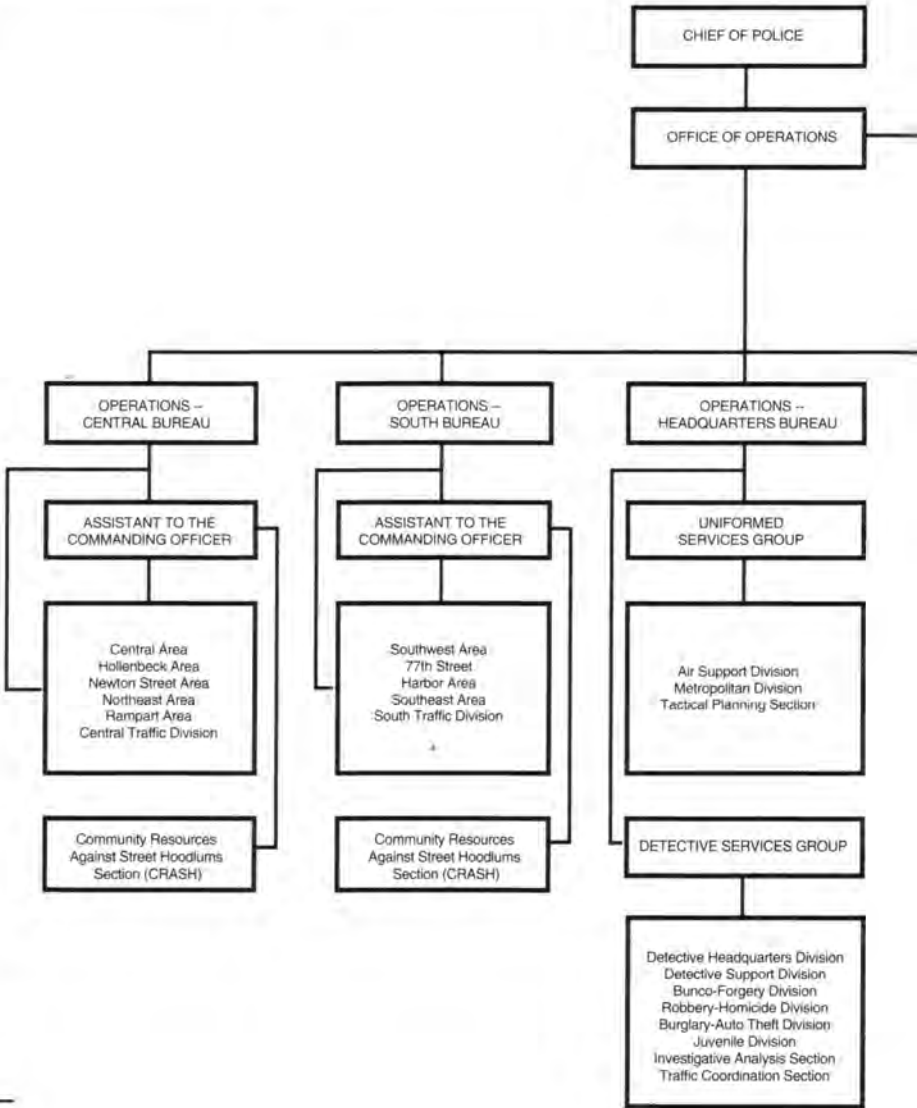 CHIEF OF POLICE
OFFICE OF OPERATIONS
OPERATIONS –
CENTRAL BUREAU
OPERATIONS –
SOUTH BUREAU
OPERATIONS –
HEADQUARTERS BUREAU
ASSISTANT TO THE
COMMANDING OFFICER
ASSISTANT TO THE
COMMANDING OFFICER
UNIFORMED
SERVICES GROUP
Central Area
Hollenbeck Area
Newton Street Area
Northeast Area
Rampart Area
Central Traffic Division
Southwest Area
77th Street
Harbor Area
Southeast Area
South Traffic Division
Air Support Division
Metropolitan Division
Tactical Planning Section
Community Resources
Against Street Hoodlums
Section (CRASH)
Community Resources
Against Street Hoodlums
Section (CRASH)
DETECTIVE SERVICES GROUP
Detective Headquarters Division
Detective Support Division
Bunco-Forgery Division
Robbery-Homicide Division
Burglary-Auto Theft Division
Juvenile Division
Investigative Analysis Section
Traffic Coordination Section